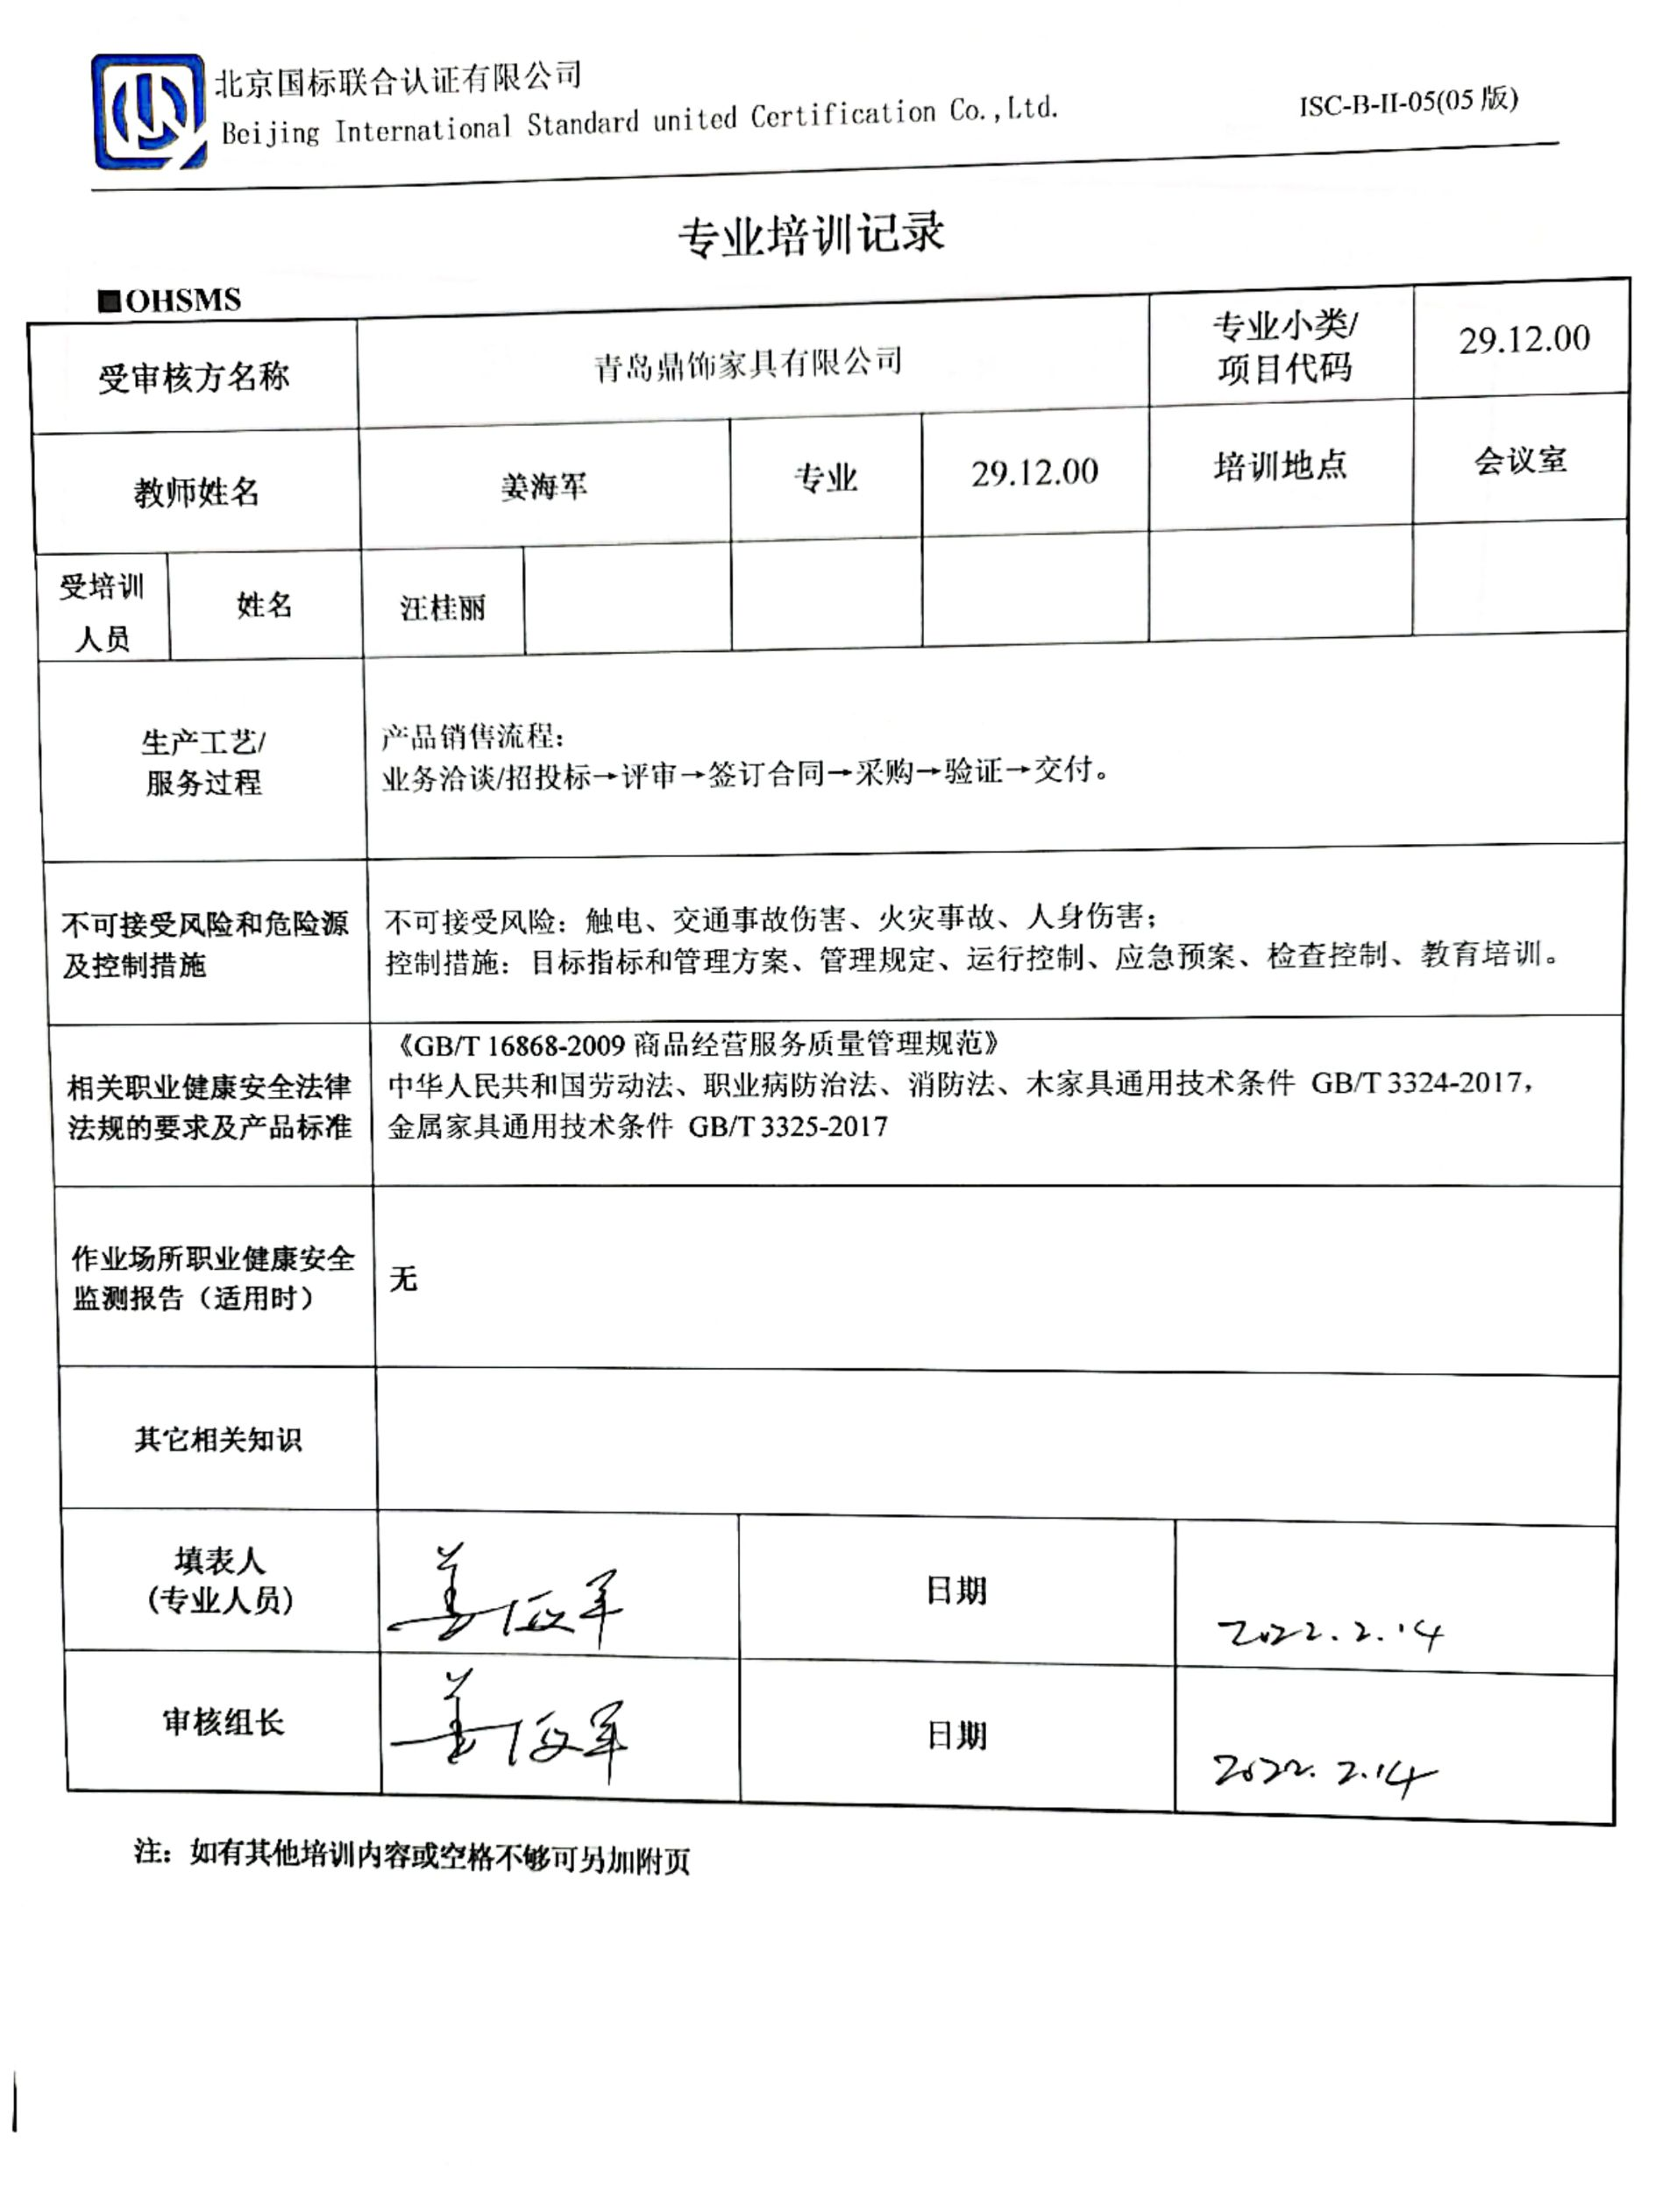 北京国标联合认证有限公司
Beijing International Standard united Certification Co.,Ltd.
ISC-B-II-05(05 版)
专业培训记录
■OHSMS
受审核方名称
青岛鼎饰家具有限公司
专业小类/
项目代码
29.12.00
教师姓名
姜海军
专业
29.12.00
培训地点
会议室
受培训
人员
姓名
汪桂丽
生产工艺/
服务过程
产品销售流程：
业务洽谈/招投标→评审→签订合同→采购→验证→交付。
不可接受风险和危险源
及控制措施
不可接受风险：触电、交通事故伤害、火灾事故、人身伤害；
控制措施：目标指标和管理方案、管理规定、运行控制、应急预案、检查控制、教育培训。
相关职业健康安全法律
法规的要求及产品标准
《GB/T 16868-2009 商品经营服务质量管理规范》
中华人民共和国劳动法、职业病防治法、消防法、木家具通用技术条件 GB/T 3324-2017，
金属家具通用技术条件 GB/T 3325-2017
作业场所职业健康安全
监测报告（适用时）
无
其它相关知识
填表人
（专业人员）
姜海军
日期
2022.2.14
审核组长
姜海军
日期
2022.2.14
注：如有其他培训内容或空格不够可另加附页